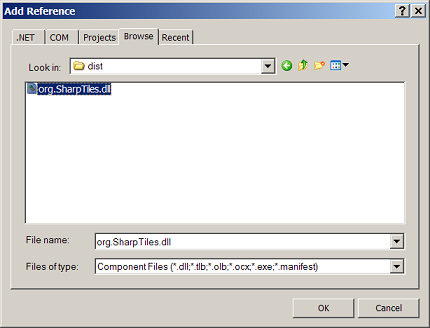 Add Reference
.NET COM Projects Browse Recent
Look in: dist
org.SharpTiles.dll
File name: org.SharpTiles.dll
Files of type: Component Files (*.dll;*.tlb;*.olb;*.ocx;*.exe;*.manifest)
OK Cancel